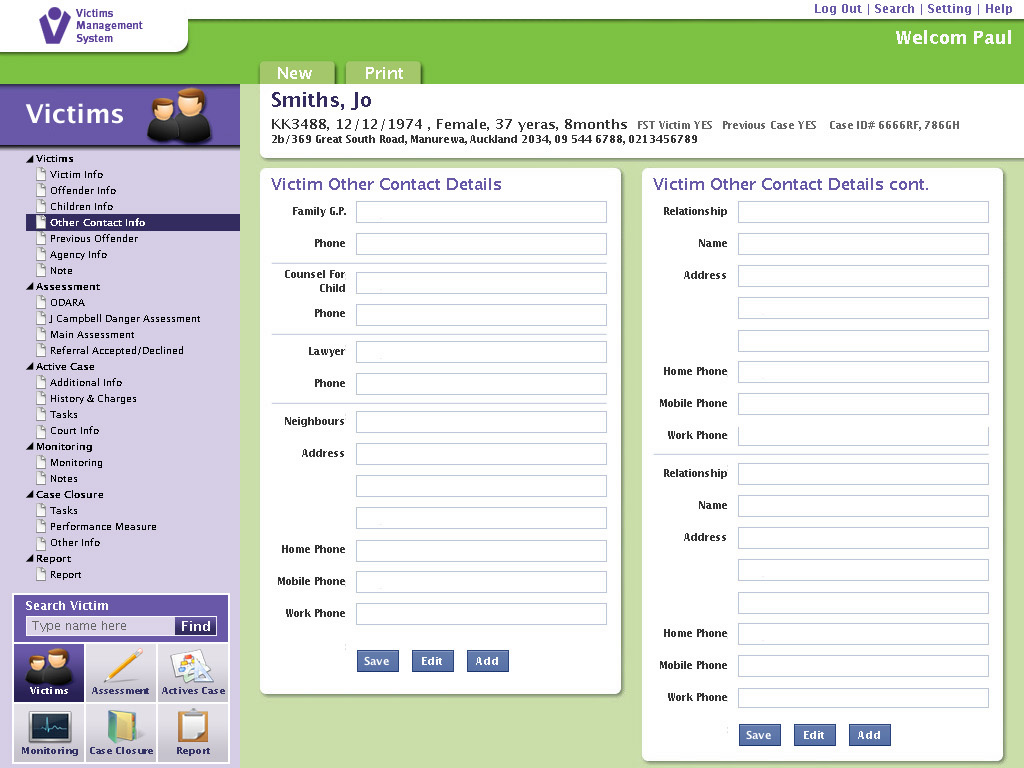 Victims
Management
System
Log Out | Search | Setting | Help
Welcom Paul
New
Print
Victims
Smiths, Jo
KK3488, 12/12/1974 , Female, 37 yeras, 8months FST Victim YES Previous Case YES Case ID# 6666RF, 786GH
2b/369 Great South Road, Manurewa, Auckland 2034, 09 544 6788, 0213456789
Victims
Victim Info
Offender Info
Children Info
Other Contact Info
Previous Offender
Agency Info
Note
Assessment
ODARA
J Campbell Danger Assessment
Main Assessment
Referral Accepted/Declined
Active Case
Additional Info
History & Charges
Tasks
Court Info
Monitoring
Monitoring
Notes
Case Closure
Tasks
Performance Measure
Other Info
Report
Report
Search Victim
Type name here
Find
Victims
Assessment
Actives Case
Monitoring
Case Closure
Report
Victim Other Contact Details
Family G.P.
Phone
Counsel For
Child
Phone
Lawyer
Phone
Neighbours
Address
Home Phone
Mobile Phone
Work Phone
Save
Edit
Add
Victim Other Contact Details cont.
Relationship
Name
Address
Home Phone
Mobile Phone
Work Phone
Relationship
Name
Address
Home Phone
Mobile Phone
Work Phone
Save
Edit
Add